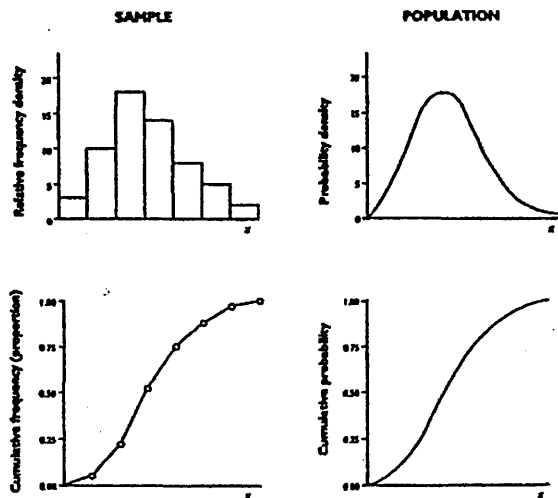 SAMPLE
POPULATION
Relative frequency density
20
15
10
5
0
x
Probability density
20
15
10
5
0
x
Cumulative frequency (proportion)
1.00
0.75
0.50
0.25
0.00
x
Cumulative probability
1.00
0.75
0.50
0.25
0.00
x